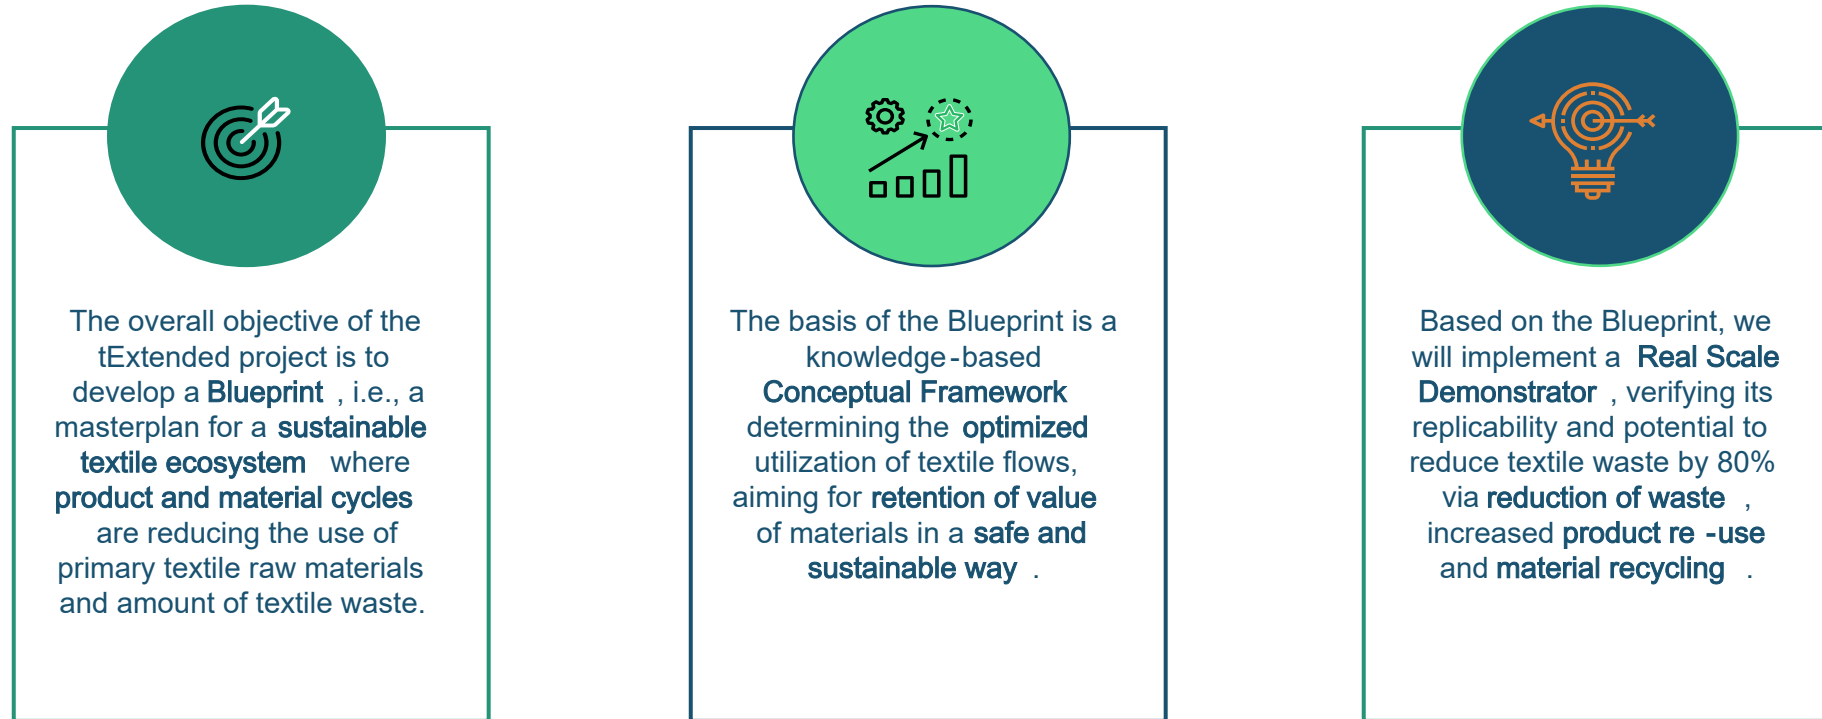 The overall objective of the
tExtended project is to
develop a Blueprint , i.e., a
masterplan for a sustainable
textile ecosystem where
product and material cycles
are reducing the use of
primary textile raw materials
and amount of textile waste.
The basis of the Blueprint is a
knowledge-based
Conceptual Framework
determining the optimized
utilization of textile flows,
aiming for retention of value
of materials in a safe and
sustainable way .
Based on the Blueprint, we
will implement a Real Scale
Demonstrator , verifying its
replicability and potential to
reduce textile waste by 80%
via reduction of waste ,
increased product re -use
and material recycling .